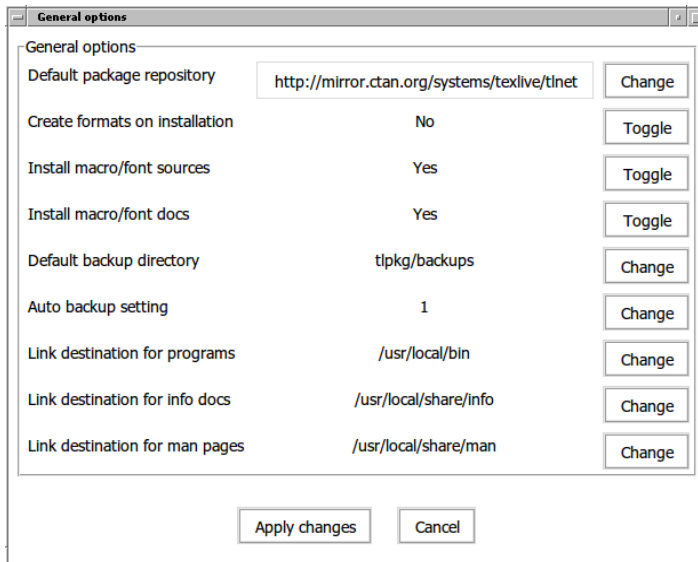 General options
General options
Default package repository http://mirror.ctan.org/systems/texlive/tlnet Change
Create formats on installation No Toggle
Install macro/font sources Yes Toggle
Install macro/font docs Yes Toggle
Default backup directory tlpkg/backups Change
Auto backup setting 1 Change
Link destination for programs /usr/local/bin Change
Link destination for info docs /usr/local/share/info Change
Link destination for man pages /usr/local/share/man Change
Apply changes Cancel